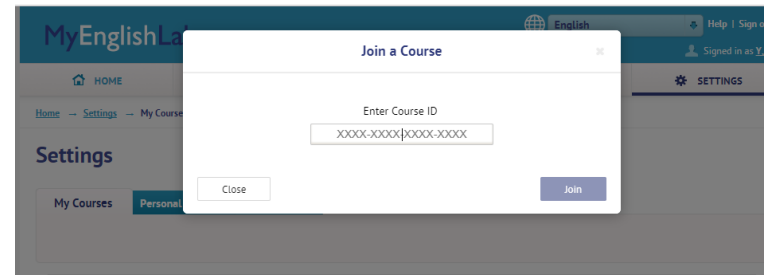 MyEnglishLa
English
Help | Sign o
Signed in as Y.
HOME
SETTINGS
Home → Settings → My Course
Settings
My Courses
Personal
Join a Course
×
Enter Course ID
XXXX-XXXX-XXXX-XXXX
Close
Join